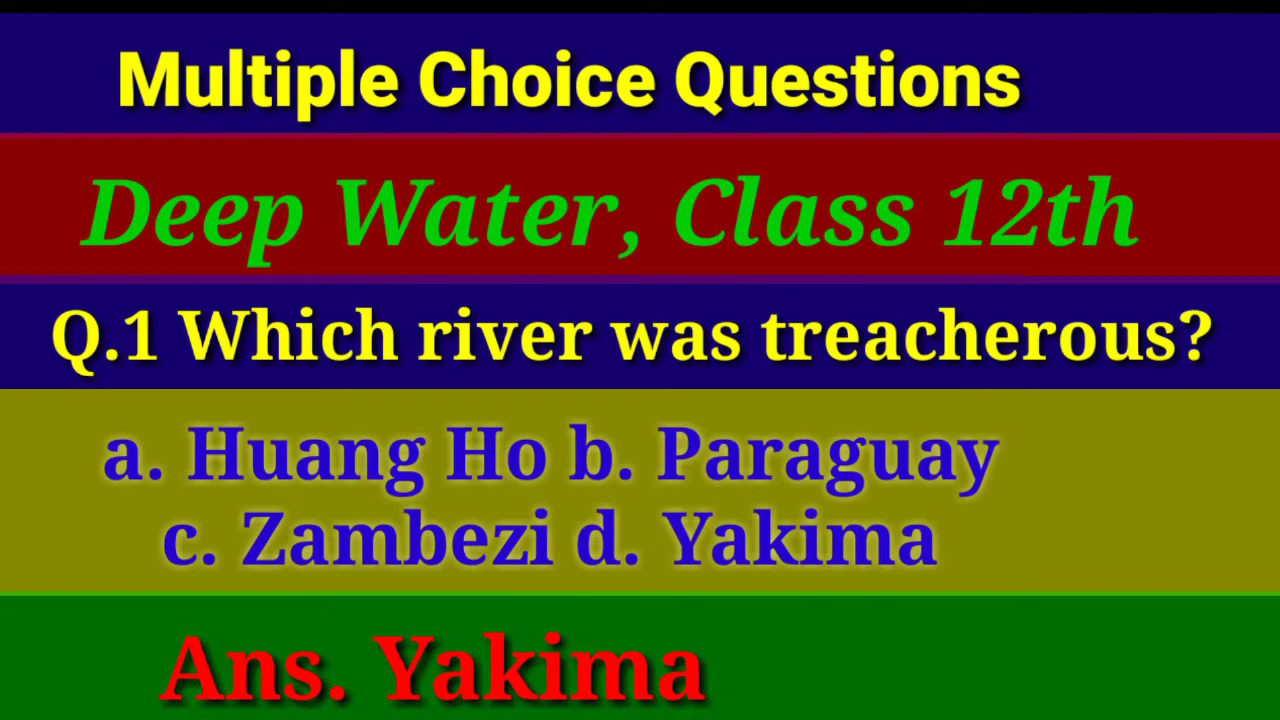 Multiple Choice Questions
Deep Water, Class 12th
Q.1 Which river was treacherous?
a. Huang Ho b. Paraguay
c. Zambezi d. Yakima
Ans. Yakima